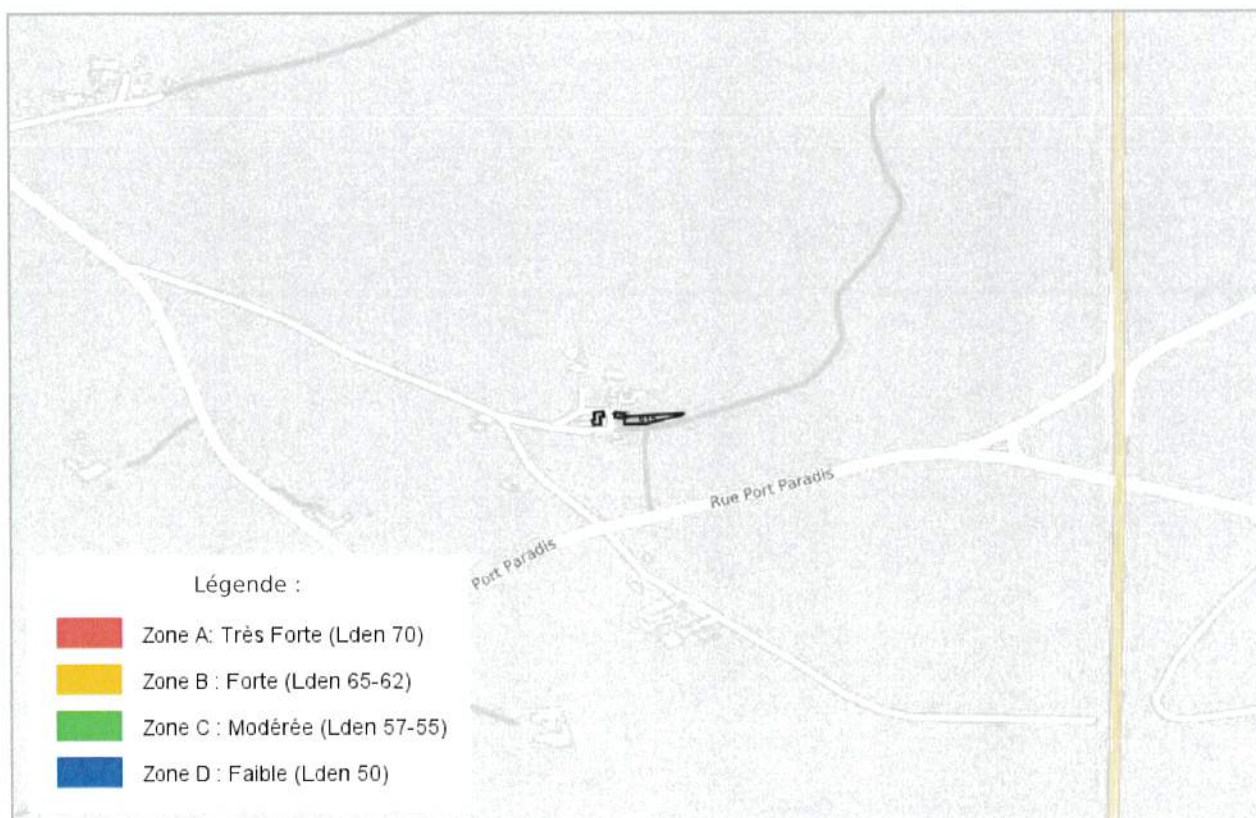 Rue Port Paradis
Port Paradis
Légende :
Zone A: Très Forte (Lden 70)
Zone B : Forte (Lden 65-62)
Zone C : Modérée (Lden 57-55)
Zone D : Faible (Lden 50)